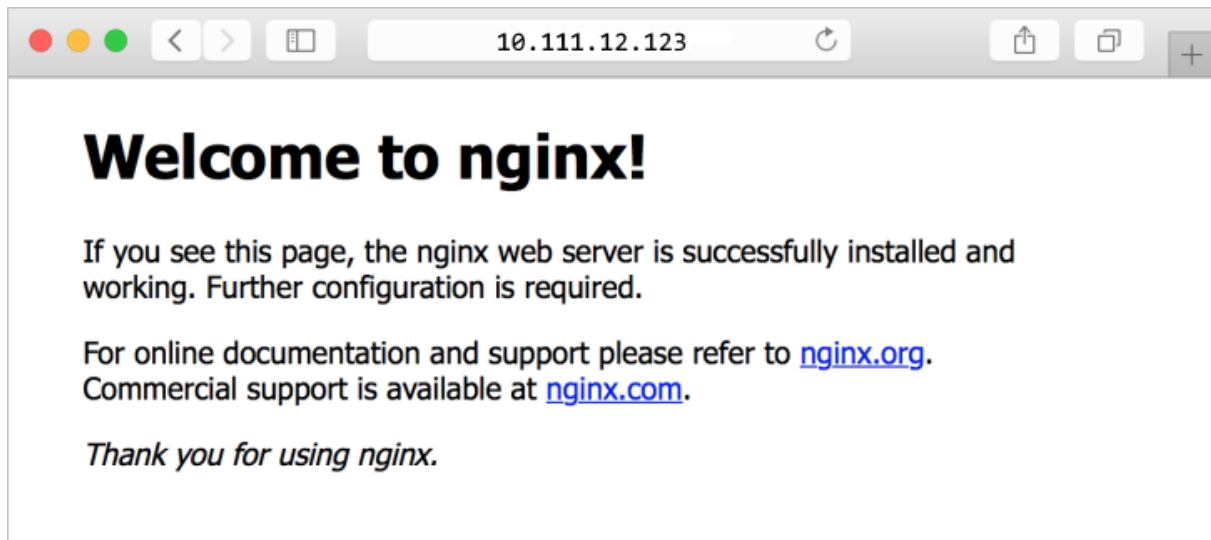 10.111.12.123
Welcome to nginx!
If you see this page, the nginx web server is successfully installed and
working. Further configuration is required.
For online documentation and support please refer to nginx.org.
Commercial support is available at nginx.com.
Thank you for using nginx.